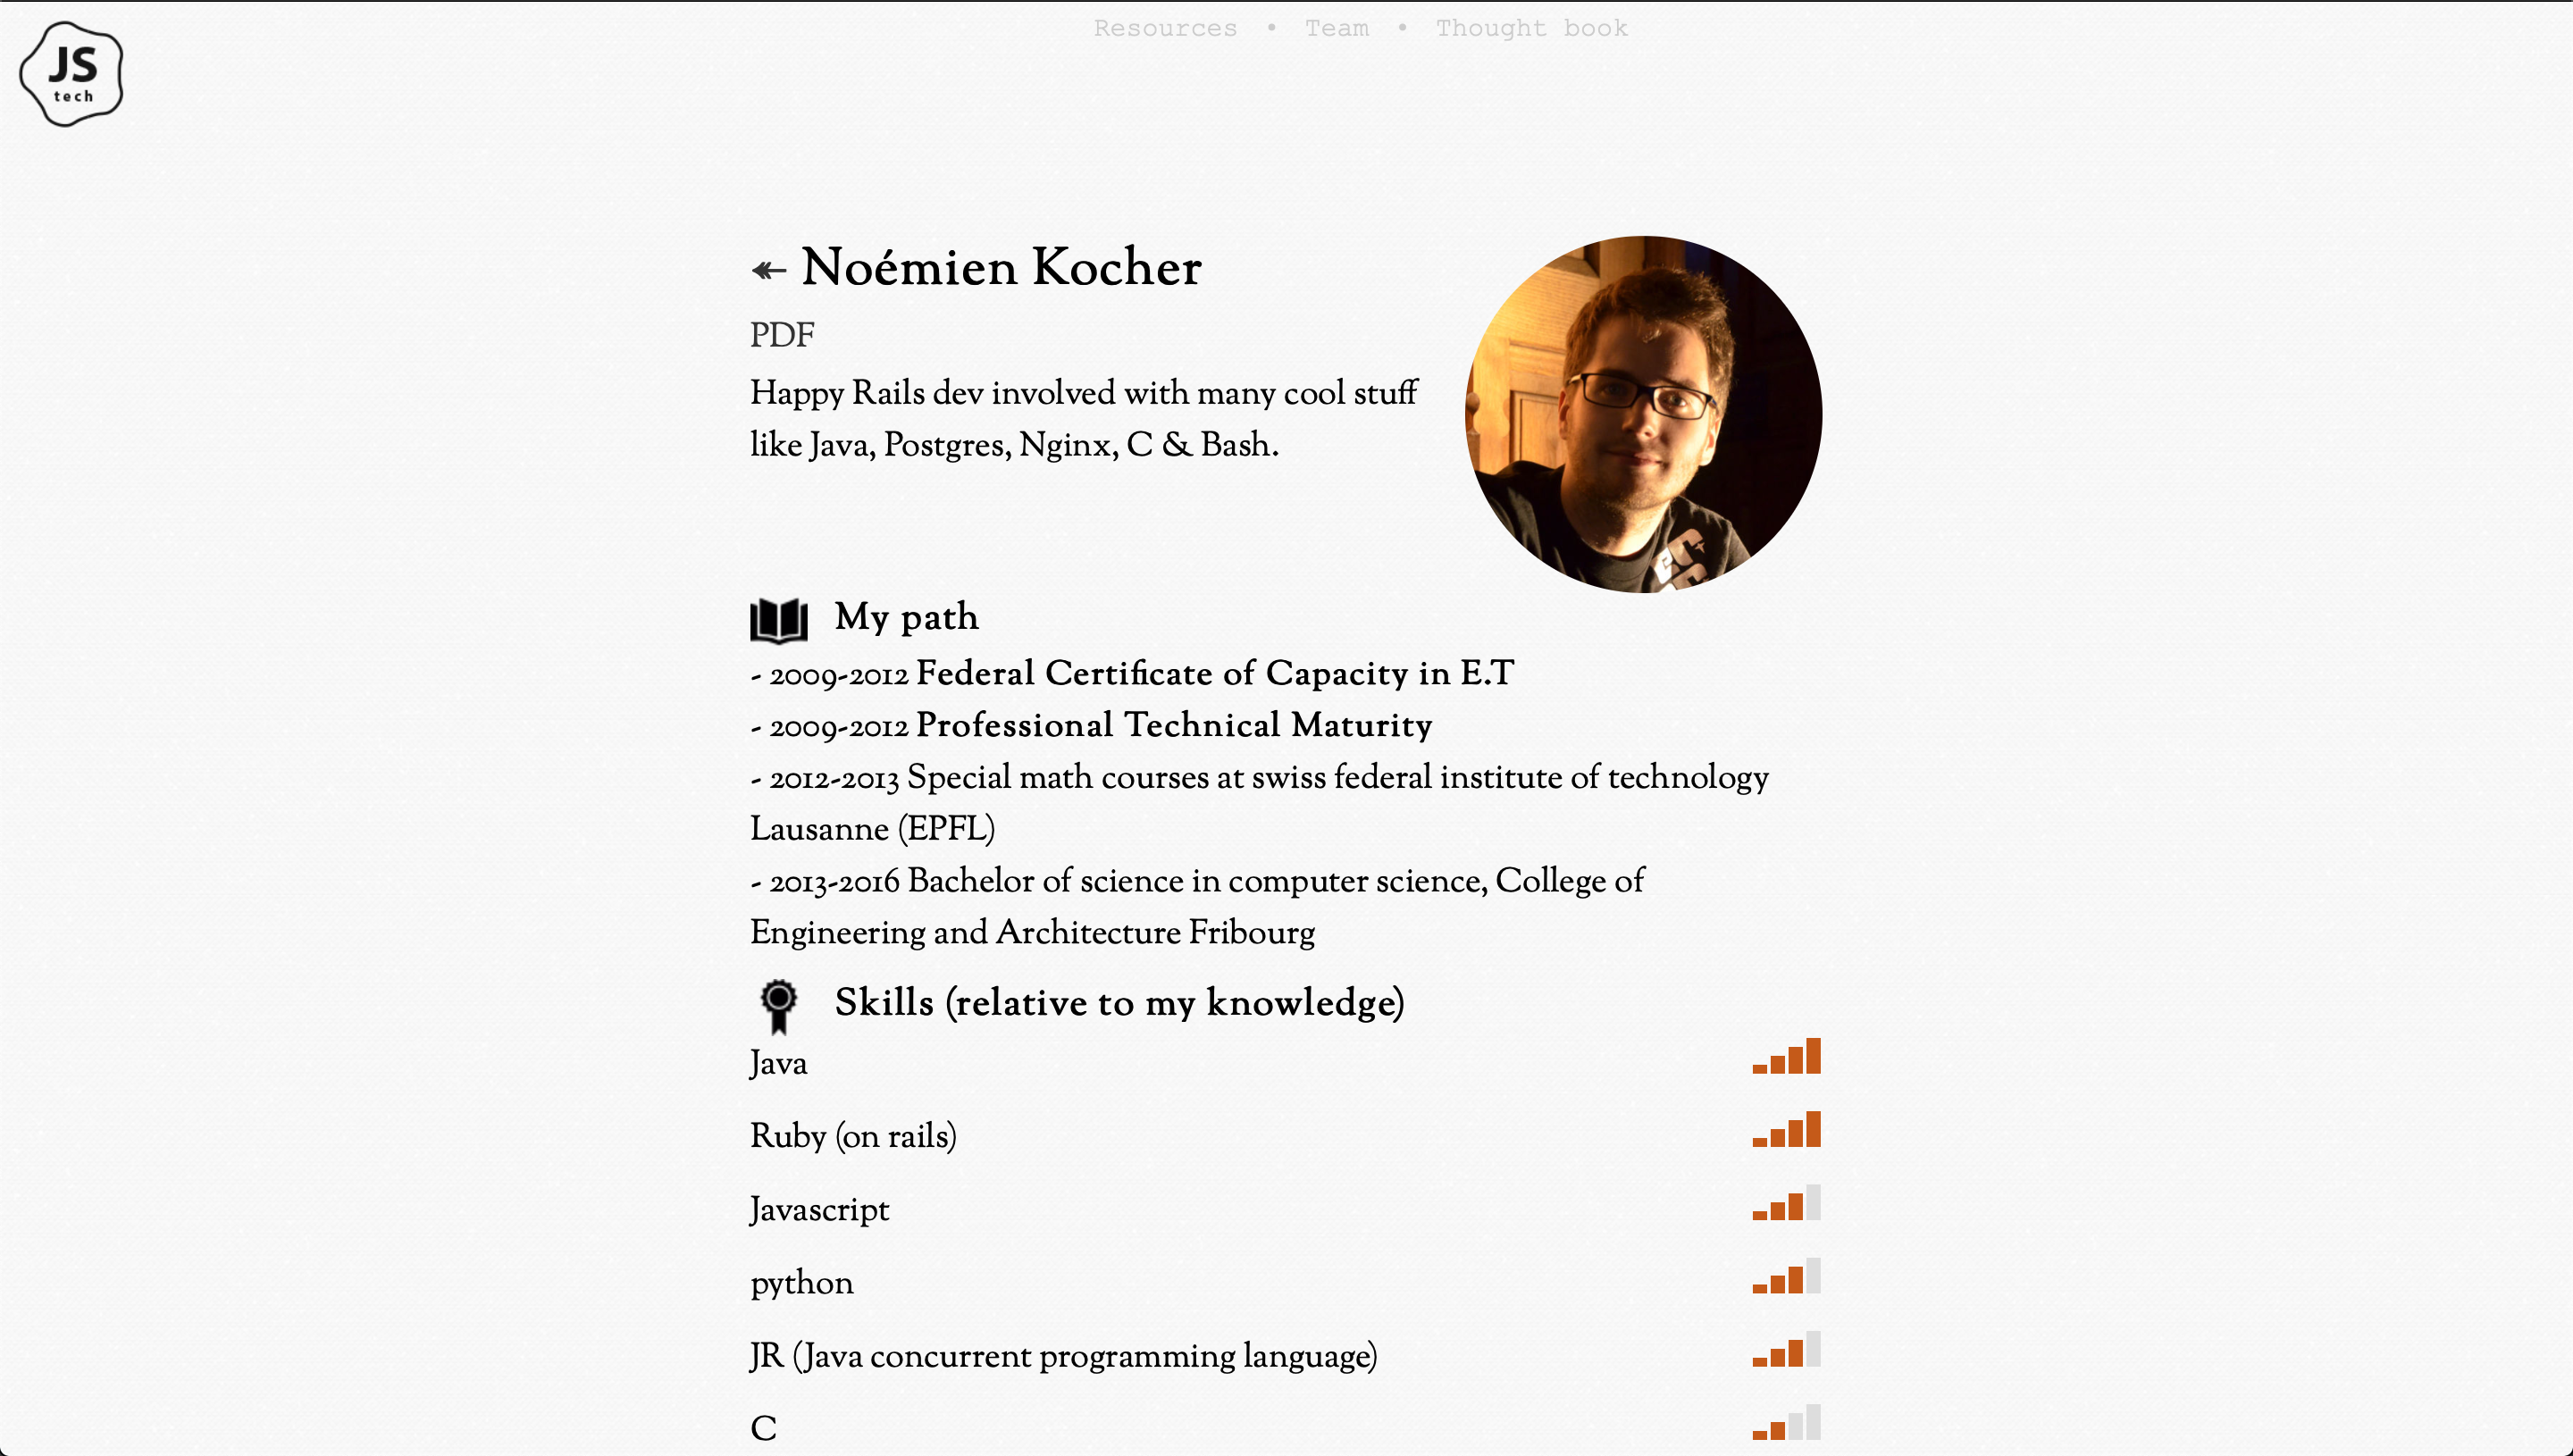 Resources • Team • Thought book
JS
tech
Noémien Kocher
PDF
Happy Rails dev involved with many cool stuff
like Java, Postgres, Nginx, C & Bash.
My path
- 2009-2012 Federal Certificate of Capacity in E.T
- 2009-2012 Professional Technical Maturity
- 2012-2013 Special math courses at swiss federal institute of technology
Lausanne (EPFL)
- 2013-2016 Bachelor of science in computer science, College of
Engineering and Architecture Fribourg
Skills (relative to my knowledge)
Java
Ruby (on rails)
Javascript
python
JR (Java concurrent programming language)
C